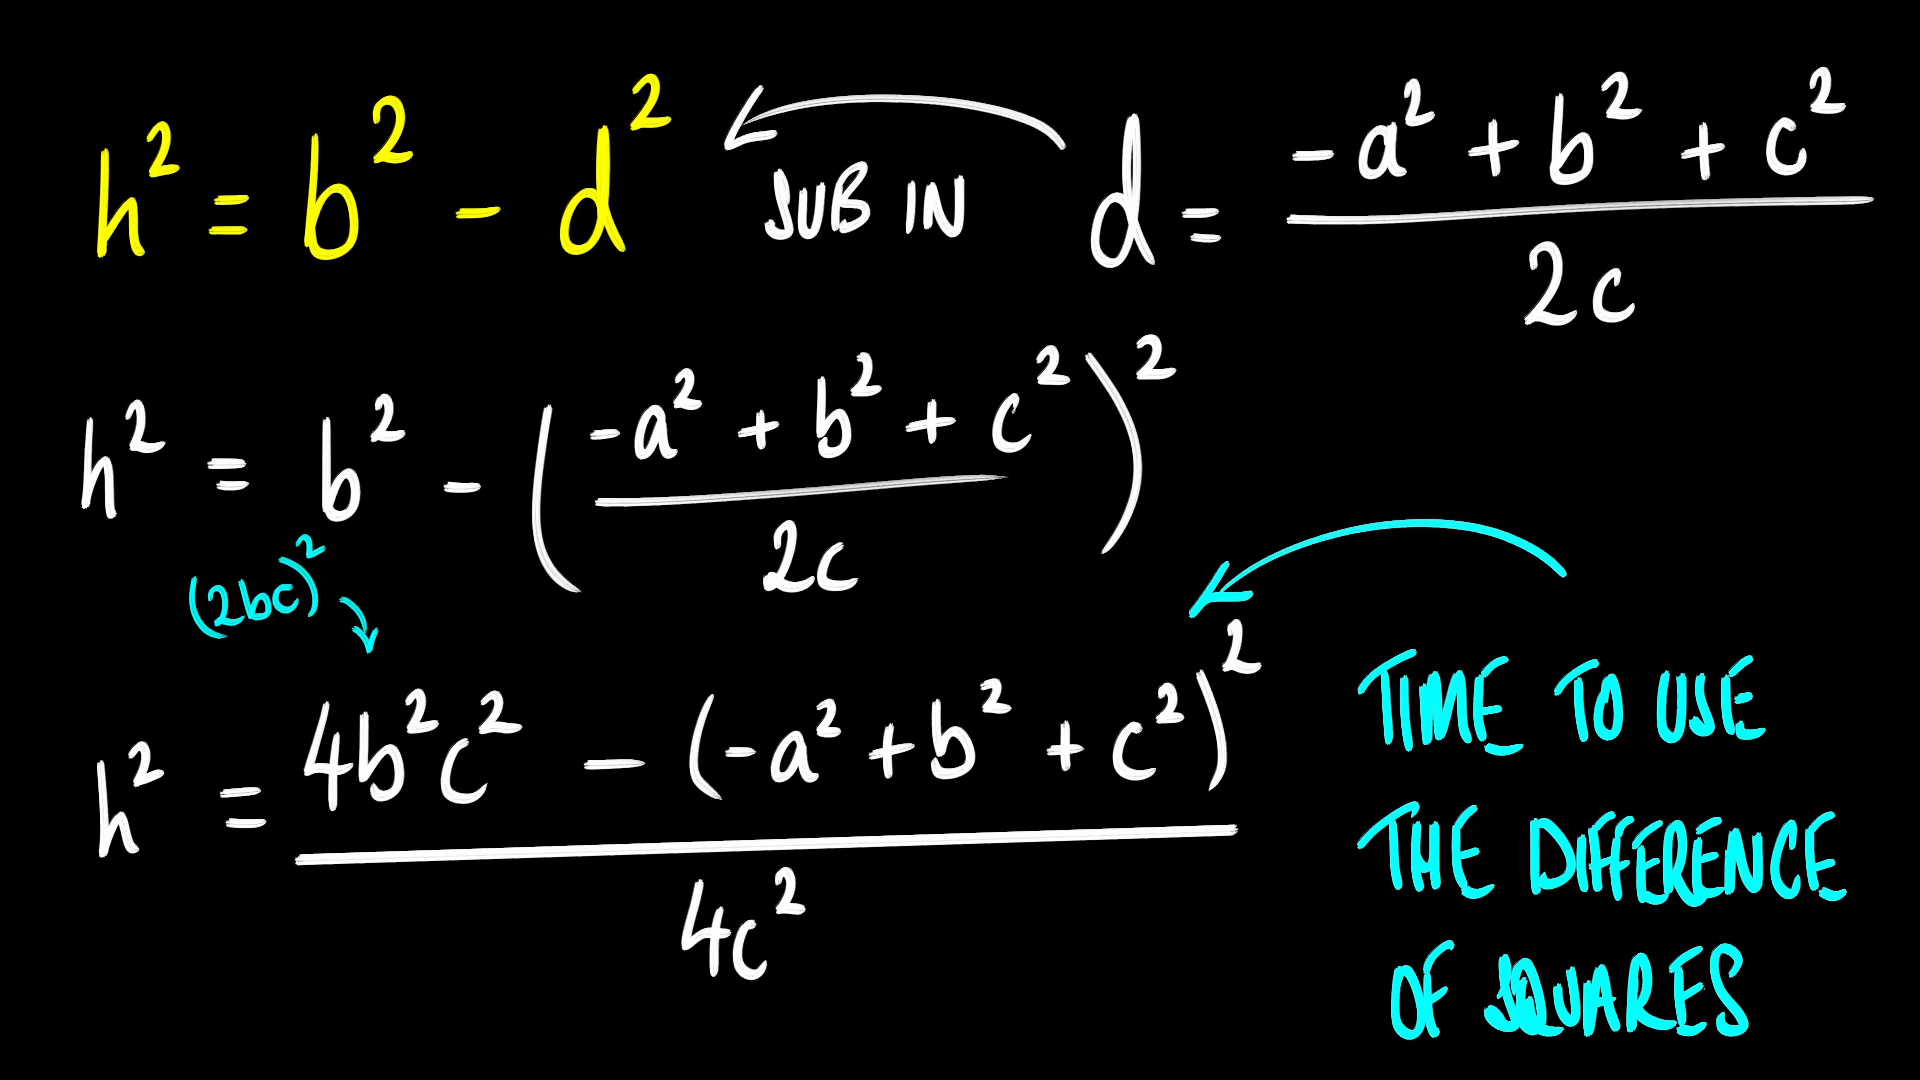 h² = b² - d² SUB IN d = (-a² + b² + c²) / 2c
h² = b² - ((-a² + b² + c²) / 2c)²
(2bc)²
h² = (4b²c² - (-a² + b² + c²)²) / 4c²
TIME TO USE
THE DIFFERENCE
OF SQUARES